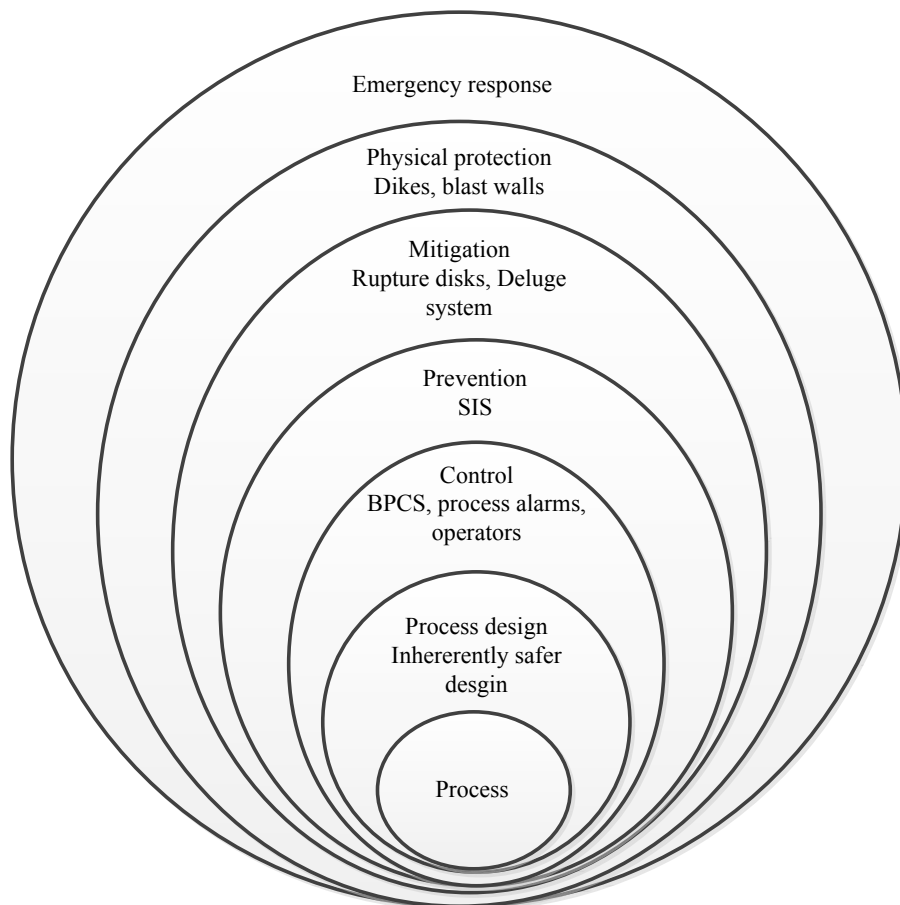 Emergency response
Physical protection
Dikes, blast walls
Mitigation
Rupture disks, Deluge
system
Prevention
SIS
Control
BPCS, process alarms,
operators
Process design
Inhererently safer
desgin
Process